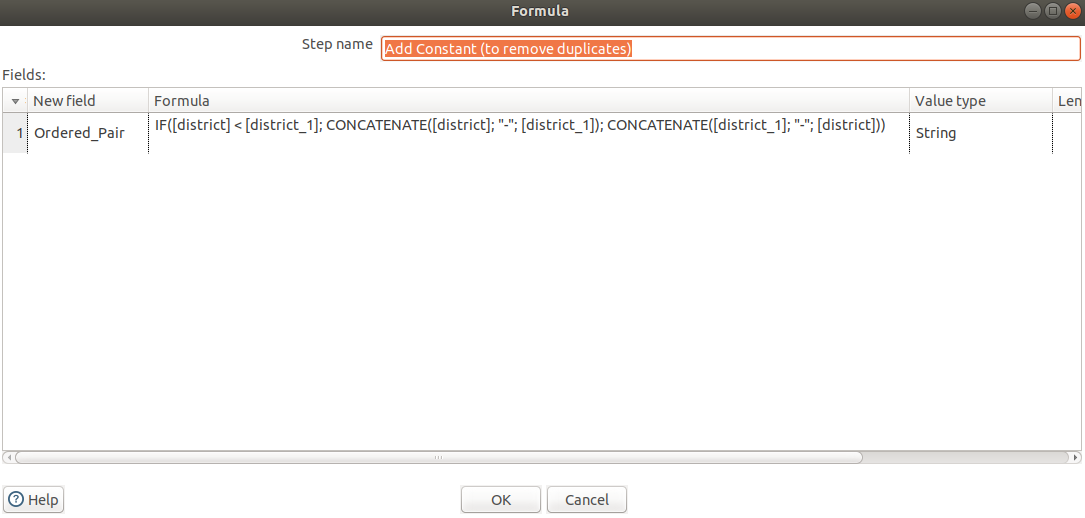 Formula
Step name Add Constant (to remove duplicates)
Fields:
New field Formula Value type Len
1 Ordered_Pair IF([district] < [district_1]; CONCATENATE([district]; "-"; [district_1]); CONCATENATE([district_1]; "-"; [district])) String
Help OK Cancel